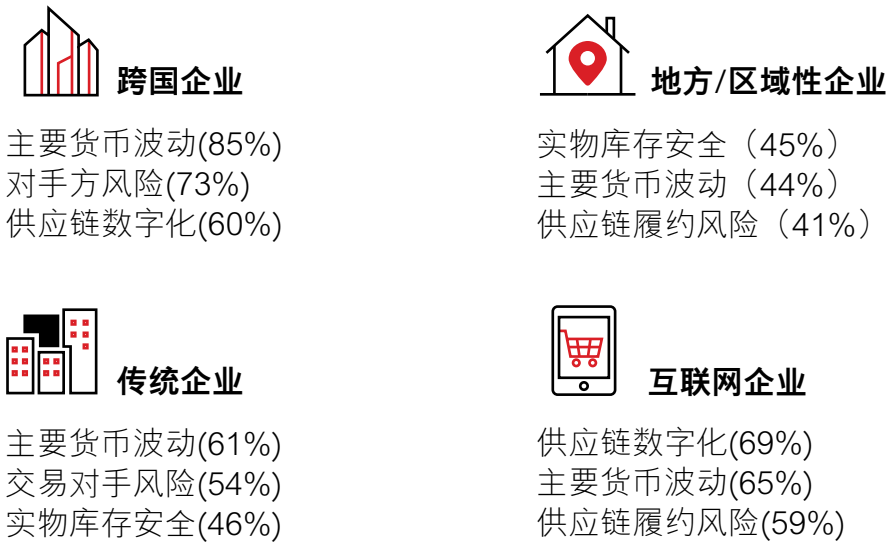 跨国企业
主要货币波动(85%)
对手方风险(73%)
供应链数字化(60%)
地方/区域性企业
实物库存安全（45%）
主要货币波动（44%）
供应链履约风险（41%）
传统企业
主要货币波动(61%)
交易对手风险(54%)
实物库存安全(46%)
互联网企业
供应链数字化(69%)
主要货币波动(65%)
供应链履约风险(59%)